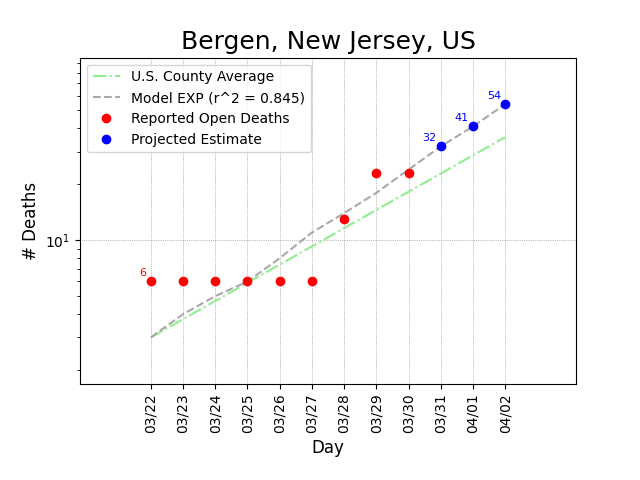 Bergen, New Jersey, US
U.S. County Average
Model EXP (r^2 = 0.845)
Reported Open Deaths
Projected Estimate
54
41
32
6
10^1
# Deaths
03/22
03/23
03/24
03/25
03/26
03/27
03/28
03/29
03/30
03/31
04/01
04/02
Day